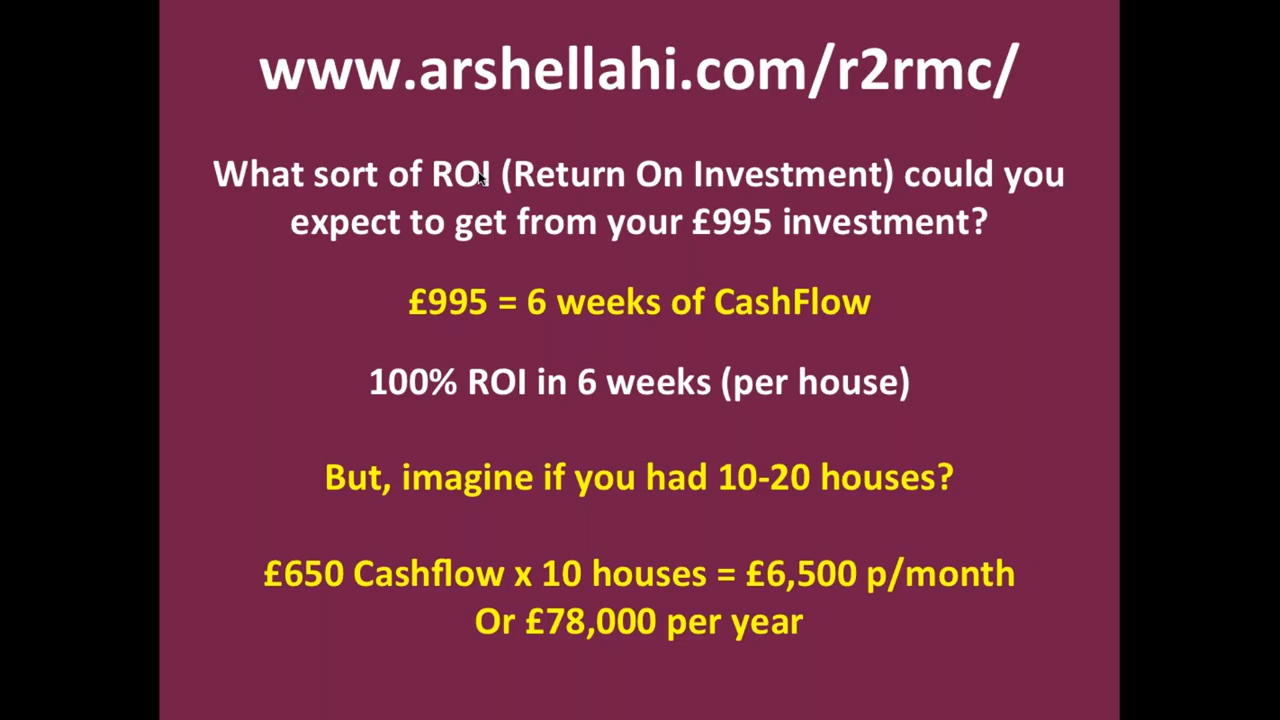 www.arshellahi.com/r2rmc/
What sort of ROI (Return On Investment) could you
expect to get from your £995 investment?
£995 = 6 weeks of CashFlow
100% ROI in 6 weeks (per house)
But, imagine if you had 10-20 houses?
£650 Cashflow x 10 houses = £6,500 p/month
Or £78,000 per year